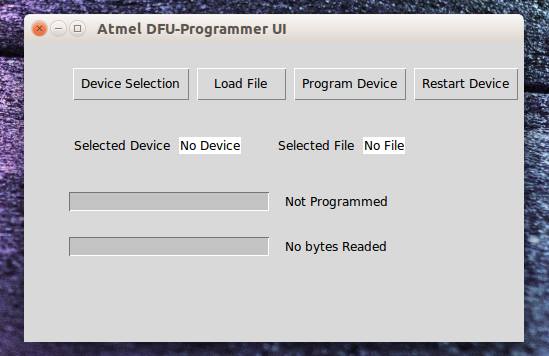 Atmel DFU-Programmer UI
Device Selection Load File Program Device Restart Device
Selected Device No Device Selected File No File
Not Programmed
No bytes Readed